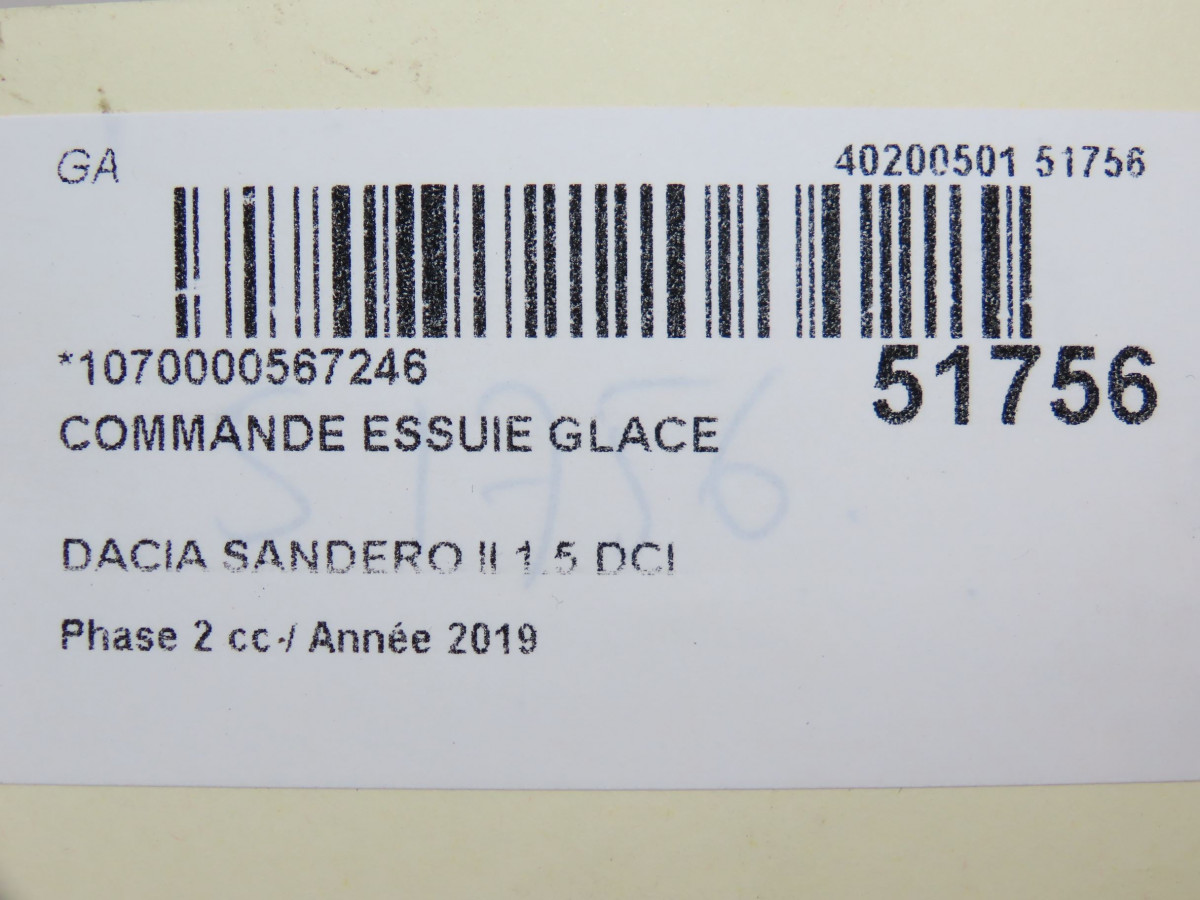 GA
40200501 51756
*1070000567246
51756
COMMANDE ESSUIE GLACE
51756.
DACIA SANDERO II 1.5 DCI
Phase 2 cc-/ Année 2019